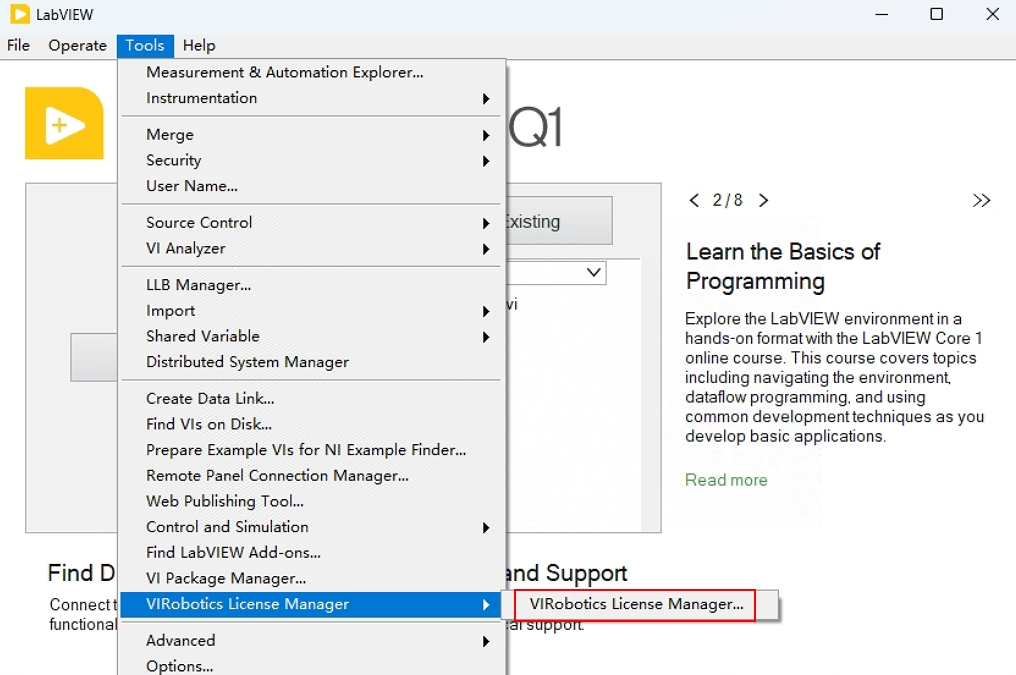 LabVIEW
File Operate Tools Help
Measurement & Automation Explorer...
Instrumentation
Merge
Security
User Name...
Source Control
VI Analyzer
LLB Manager...
Import
Shared Variable
Distributed System Manager
Create Data Link...
Find VIs on Disk...
Prepare Example VIs for NI Example Finder...
Remote Panel Connection Manager...
Web Publishing Tool...
Control and Simulation
Find LabVIEW Add-ons...
VI Package Manager...
VIRobotics License Manager
Advanced
Options...
VIRobotics License Manager...
Q1
Existing
vi
2/8
Learn the Basics of
Programming
Explore the LabVIEW environment in a
hands-on format with the LabVIEW Core 1
online course. This course covers topics
including navigating the environment,
dataflow programming, and using
common development techniques as you
develop basic applications.
Read more
Find D
Connect t
functional
and Support
cal support.